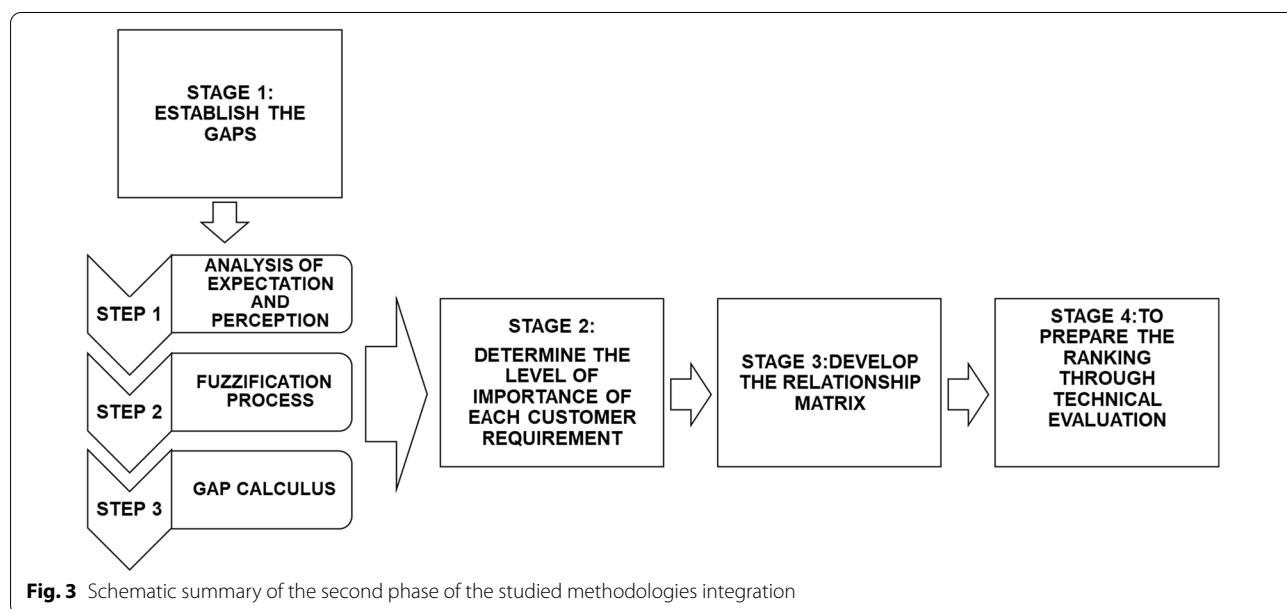 STAGE 1:
ESTABLISH THE
GAPS
STEP 1
ANALYSIS OF
EXPECTATION
AND
PERCEPTION
STEP 2
FUZZIFICATION
PROCESS
STEP 3
GAP CALCULUS
STAGE 2:
DETERMINE THE
LEVEL OF
IMPORTANCE OF
EACH CUSTOMER
REQUIREMENT
STAGE 3:DEVELOP
THE RELATIONSHIP
MATRIX
STAGE 4:TO
PREPARE THE
RANKING
THROUGH
TECHNICAL
EVALUATION
Fig. 3 Schematic summary of the second phase of the studied methodologies integration